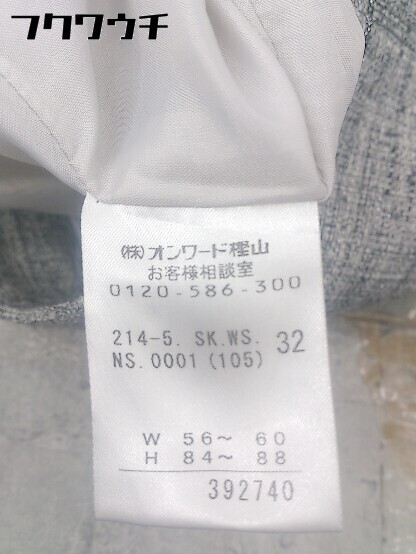 フクワウチ
(株)オンワード樫山
お客様相談室
0120-586-300
214-5. SK.WS. 32
NS.0001(105)
W 56～ 60
H 84～ 88
392740